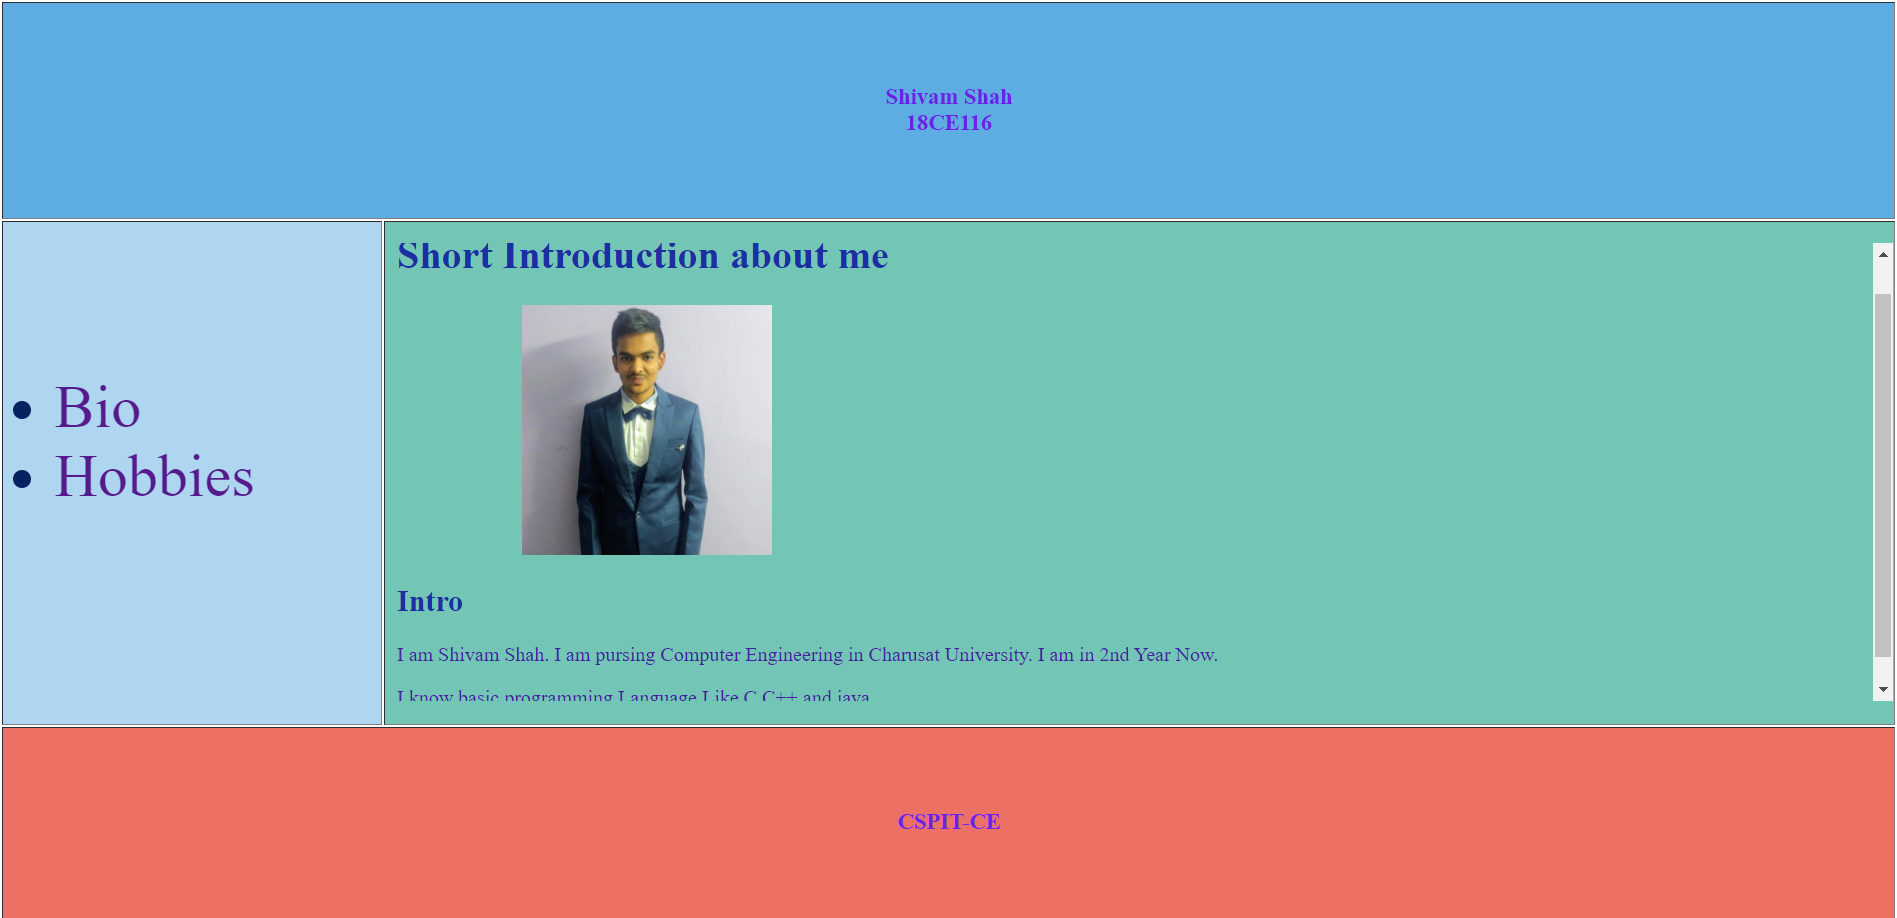 Shivam Shah
18CE116
Bio
Hobbies
Short Introduction about me
Intro
I am Shivam Shah. I am pursing Computer Engineering in Charusat University. I am in 2nd Year Now.
I know basic programming Language Like C,C++ and java
CSPIT-CE